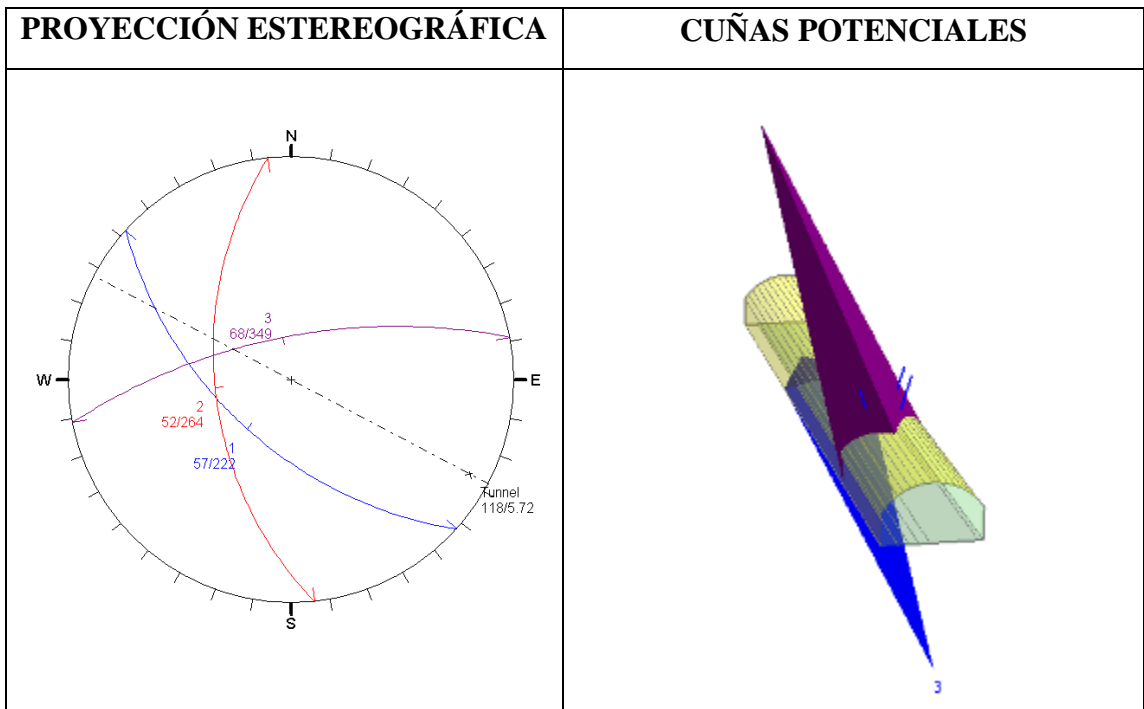 PROYECCIÓN ESTEREOGRÁFICA
CUÑAS POTENCIALES
N
3
68/349
W
E
2
52/264
1
57/222
Tunnel
118/5.72
S
3